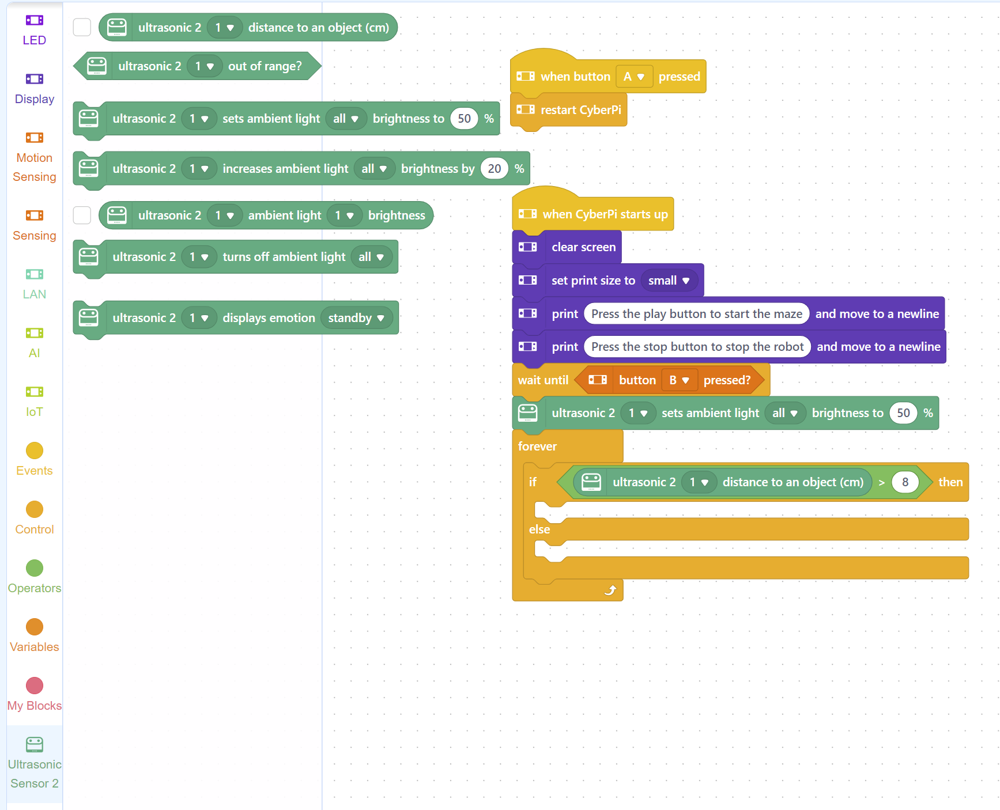 LED
Display
Motion
Sensing
Sensing
LAN
AI
IoT
Events
Control
Operators
Variables
My Blocks
Ultrasonic
Sensor 2
ultrasonic 2 1 distance to an object (cm)
ultrasonic 2 1 out of range?
ultrasonic 2 1 sets ambient light all brightness to 50 %
ultrasonic 2 1 increases ambient light all brightness by 20 %
ultrasonic 2 1 ambient light 1 brightness
ultrasonic 2 1 turns off ambient light all
ultrasonic 2 1 displays emotion standby
when button A pressed
restart CyberPi
when CyberPi starts up
clear screen
set print size to small
print Press the play button to start the maze and move to a newline
print Press the stop button to stop the robot and move to a newline
wait until button B pressed?
ultrasonic 2 1 sets ambient light all brightness to 50 %
forever
if ultrasonic 2 1 distance to an object (cm) > 8 then
else